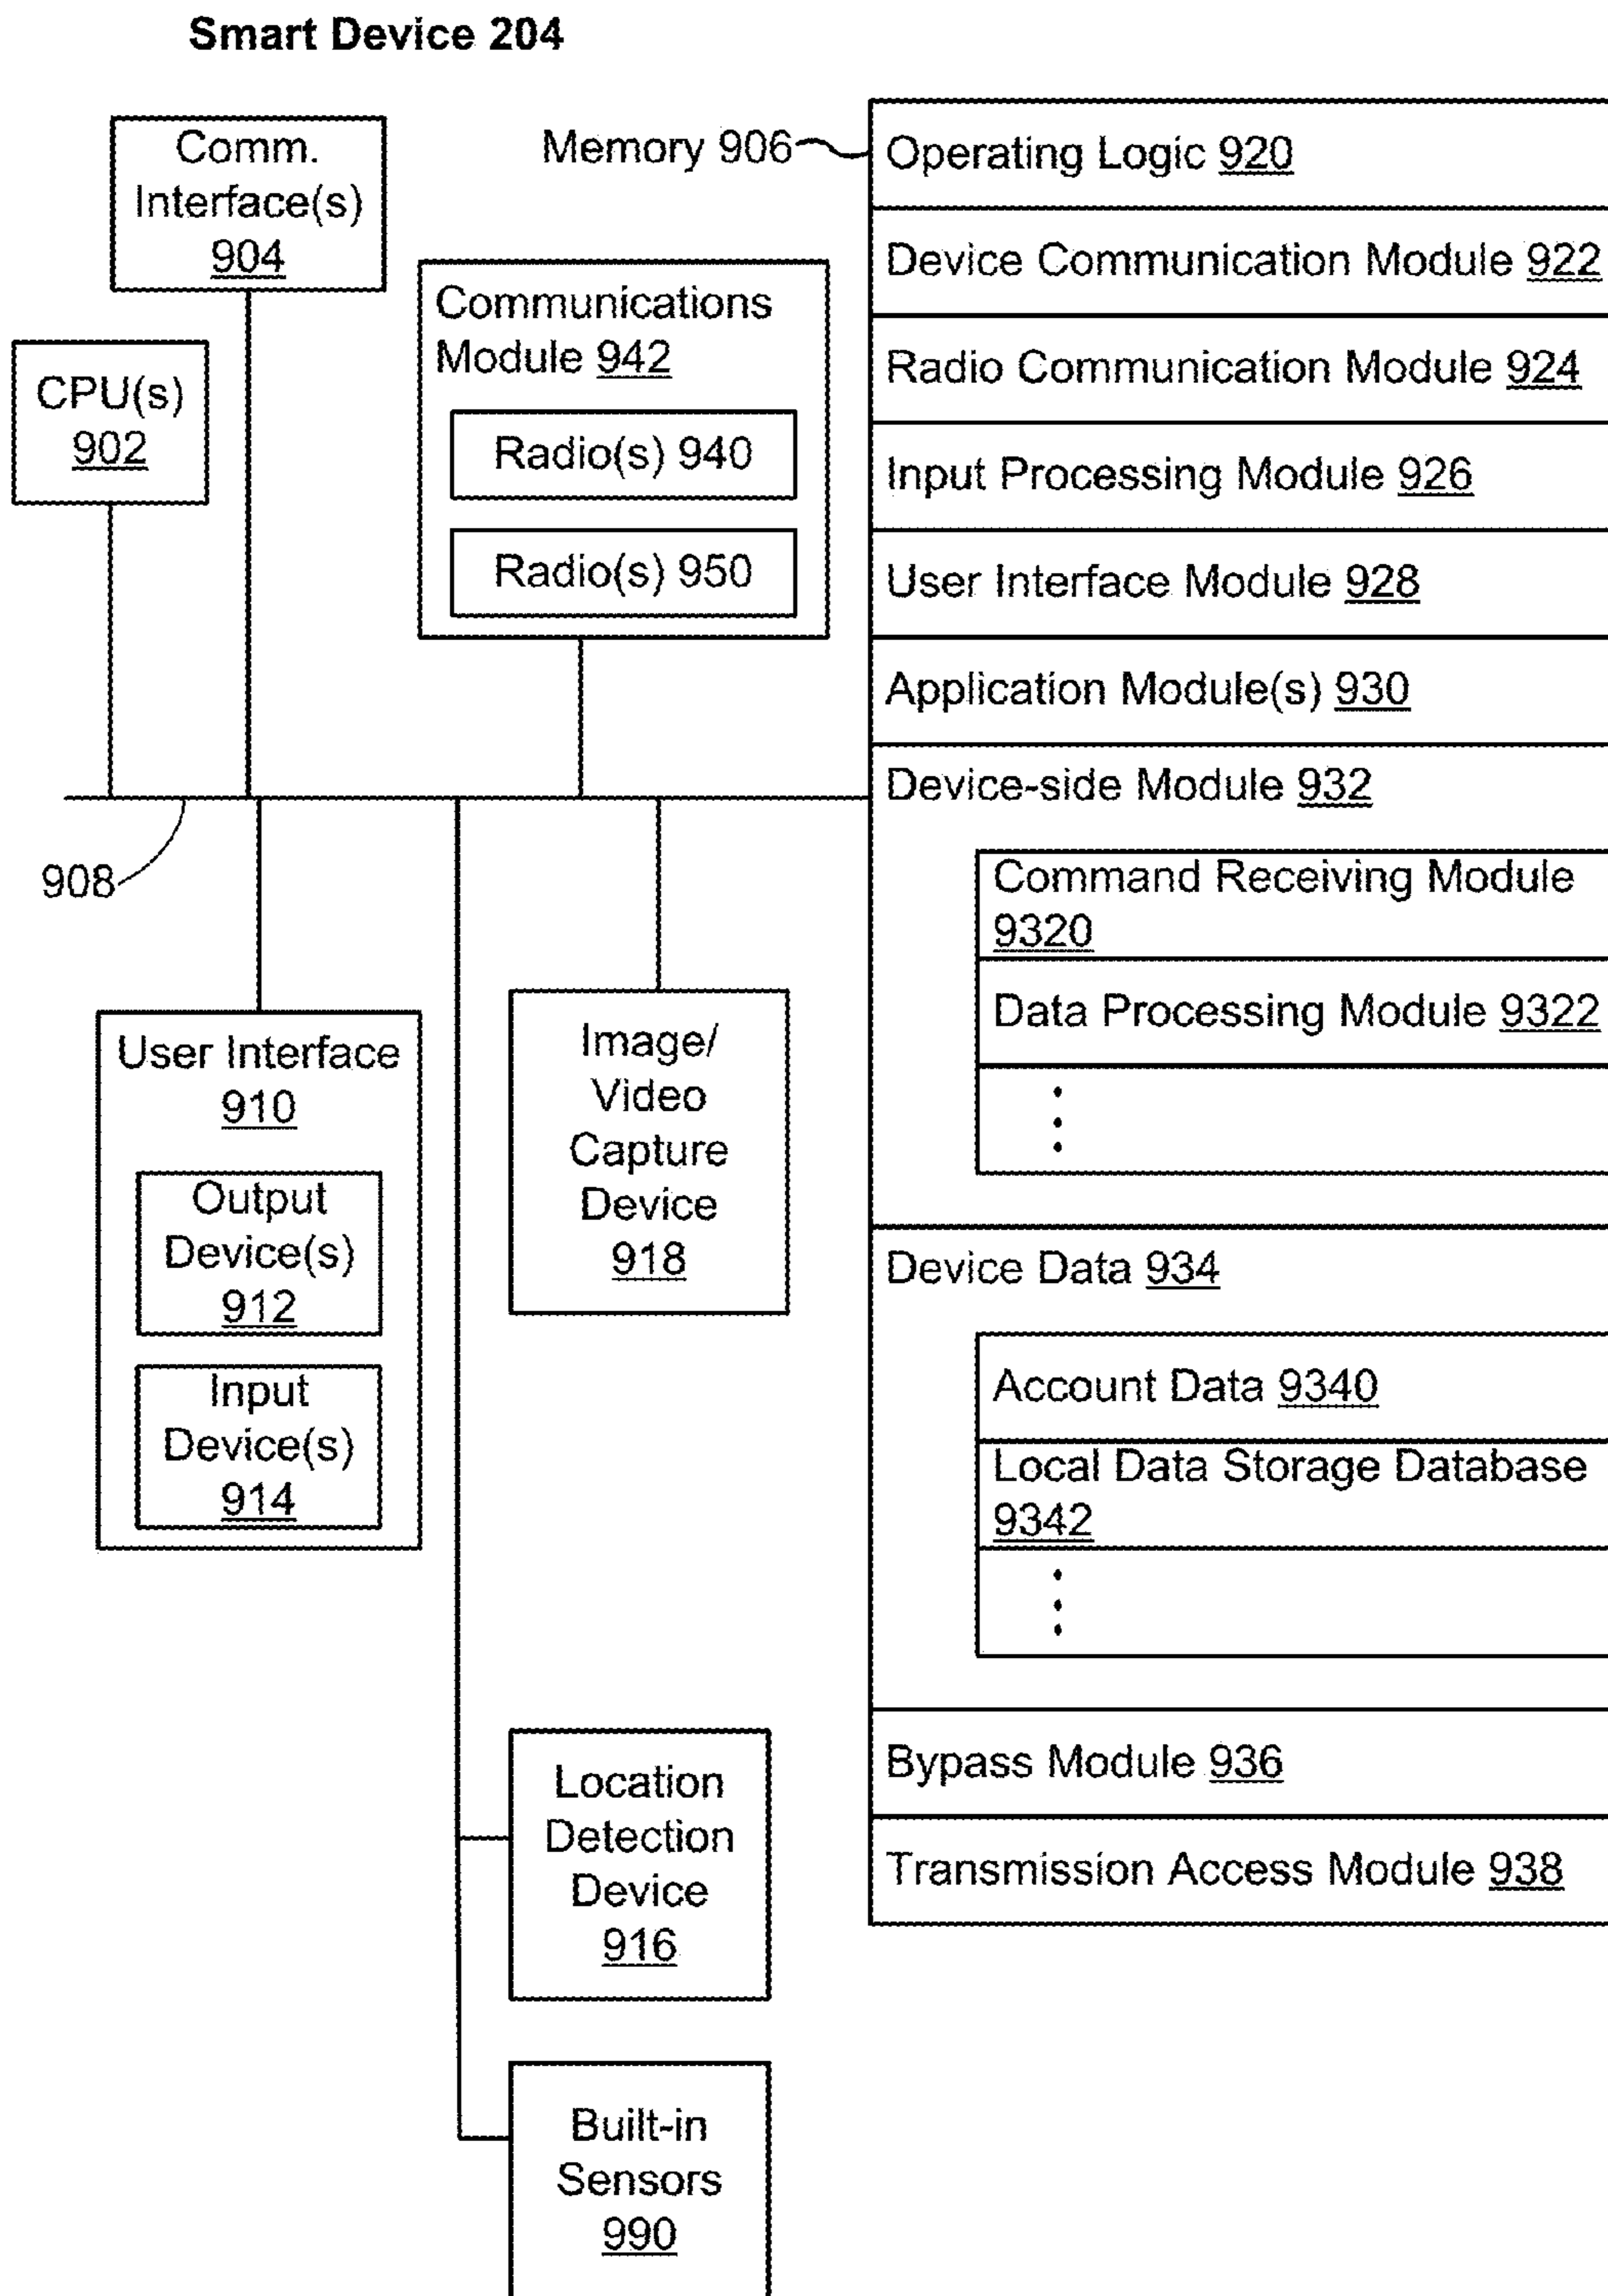 Smart Device 204
Comm.
Interface(s)
904
CPU(s)
902
Communications
Module 942
Radio(s) 940
Radio(s) 950
908
User Interface
910
Output
Device(s)
912
Input
Device(s)
914
Image/
Video
Capture
Device
918
Location
Detection
Device
916
Built-in
Sensors
990
Memory 906
Operating Logic 920
Device Communication Module 922
Radio Communication Module 924
Input Processing Module 926
User Interface Module 928
Application Module(s) 930
Device-side Module 932
Command Receiving Module
9320
Data Processing Module 9322
Device Data 934
Account Data 9340
Local Data Storage Database
9342
Bypass Module 936
Transmission Access Module 938